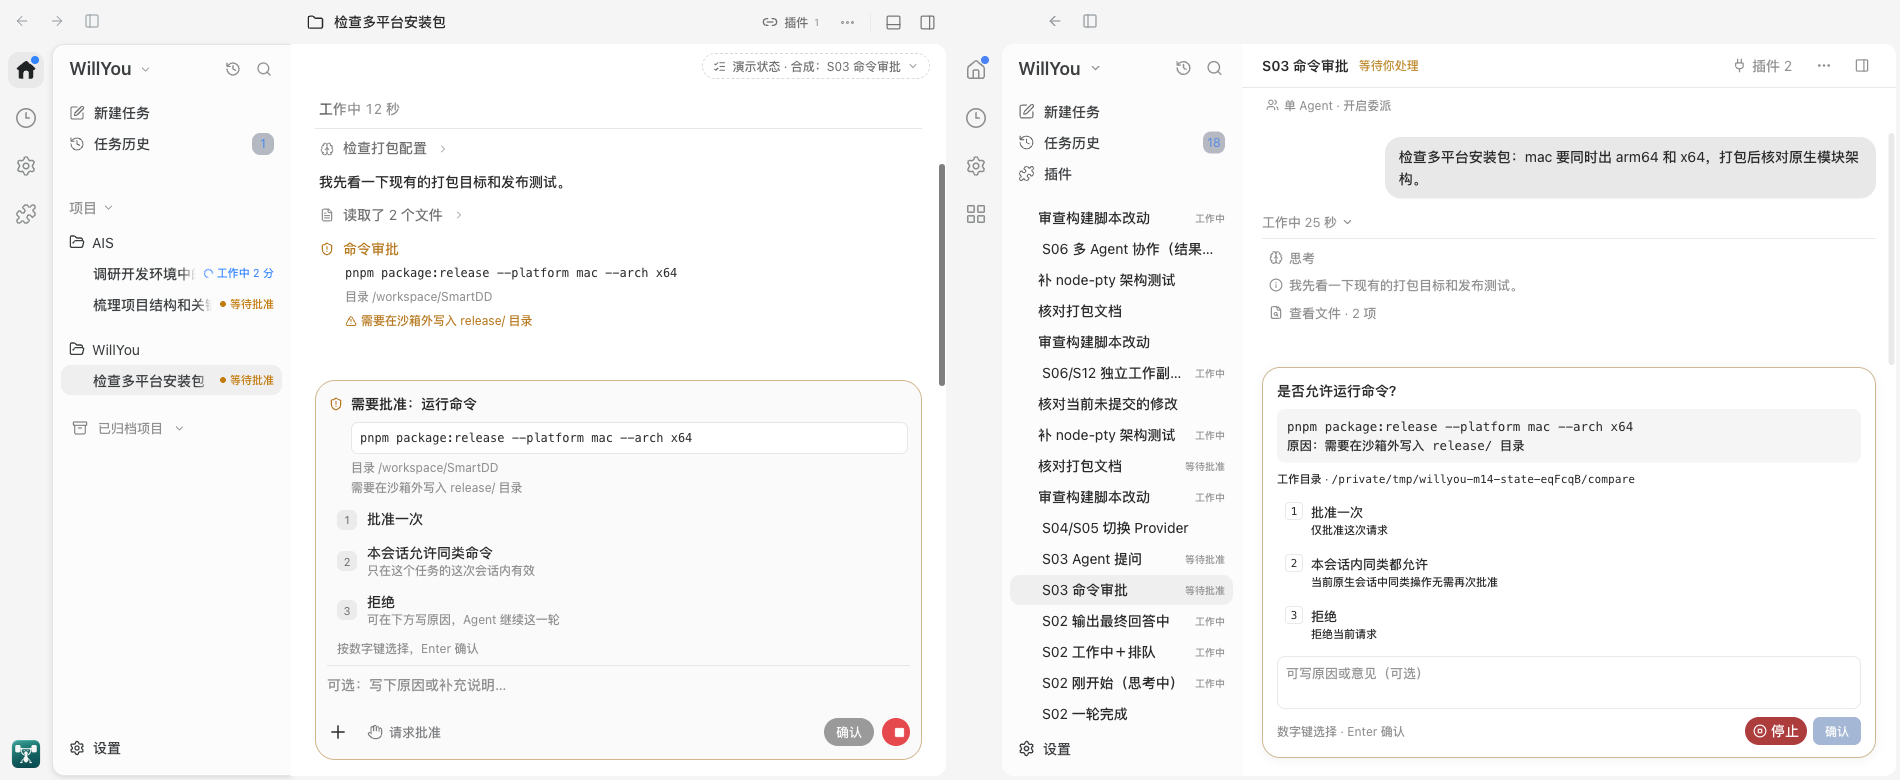 检查多平台安装包
插件 1
WillYou
新建任务
任务历史
1
项目
AIS
调研开发环境中
工作中 2 分
梳理项目结构和关
等待批准
WillYou
检查多平台安装包
等待批准
已归档项目
设置
演示状态 · 合成：S03 命令审批
工作中 12 秒
检查打包配置
我先看一下现有的打包目标和发布测试。
读取了 2 个文件
命令审批
pnpm package:release --platform mac --arch x64
目录 /workspace/SmartDD
需要在沙箱外写入 release/ 目录
需要批准：运行命令
pnpm package:release --platform mac --arch x64
目录 /workspace/SmartDD
需要在沙箱外写入 release/ 目录
1 批准一次
2 本会话允许同类命令
只在这个任务的这次会话内有效
3 拒绝
可在下方写原因，Agent 继续这一轮
按数字键选择，Enter 确认
可选：写下原因或补充说明...
请求批准
确认
WillYou
新建任务
任务历史
18
插件
审查构建脚本改动 工作中
S06 多 Agent 协作（结果...
补 node-pty 架构测试
核对打包文档
审查构建脚本改动
S06/S12 独立工作副... 工作中
核对当前未提交的修改
补 node-pty 架构测试 工作中
核对打包文档 等待批准
审查构建脚本改动 工作中
S04/S05 切换 Provider
S03 Agent 提问 等待批准
S03 命令审批 等待批准
S02 输出最终回答中 工作中
S02 工作中＋排队 工作中
S02 刚开始（思考中） 工作中
S02 一轮完成
设置
S03 命令审批 等待你处理
插件 2
单 Agent · 开启委派
检查多平台安装包：mac 要同时出 arm64 和 x64，打包后核对原生模块架
构。
工作中 25 秒
思考
我先看一下现有的打包目标和发布测试。
查看文件 · 2 项
是否允许运行命令?
pnpm package:release --platform mac --arch x64
原因：需要在沙箱外写入 release/ 目录
工作目录 · /private/tmp/willyou-m14-state-eqFcqB/compare
1 批准一次
仅批准这次请求
2 本会话内同类都允许
当前原生会话中同类操作无需再次批准
3 拒绝
拒绝当前请求
可写原因或意见（可选）
数字键选择 · Enter 确认
停止
确认